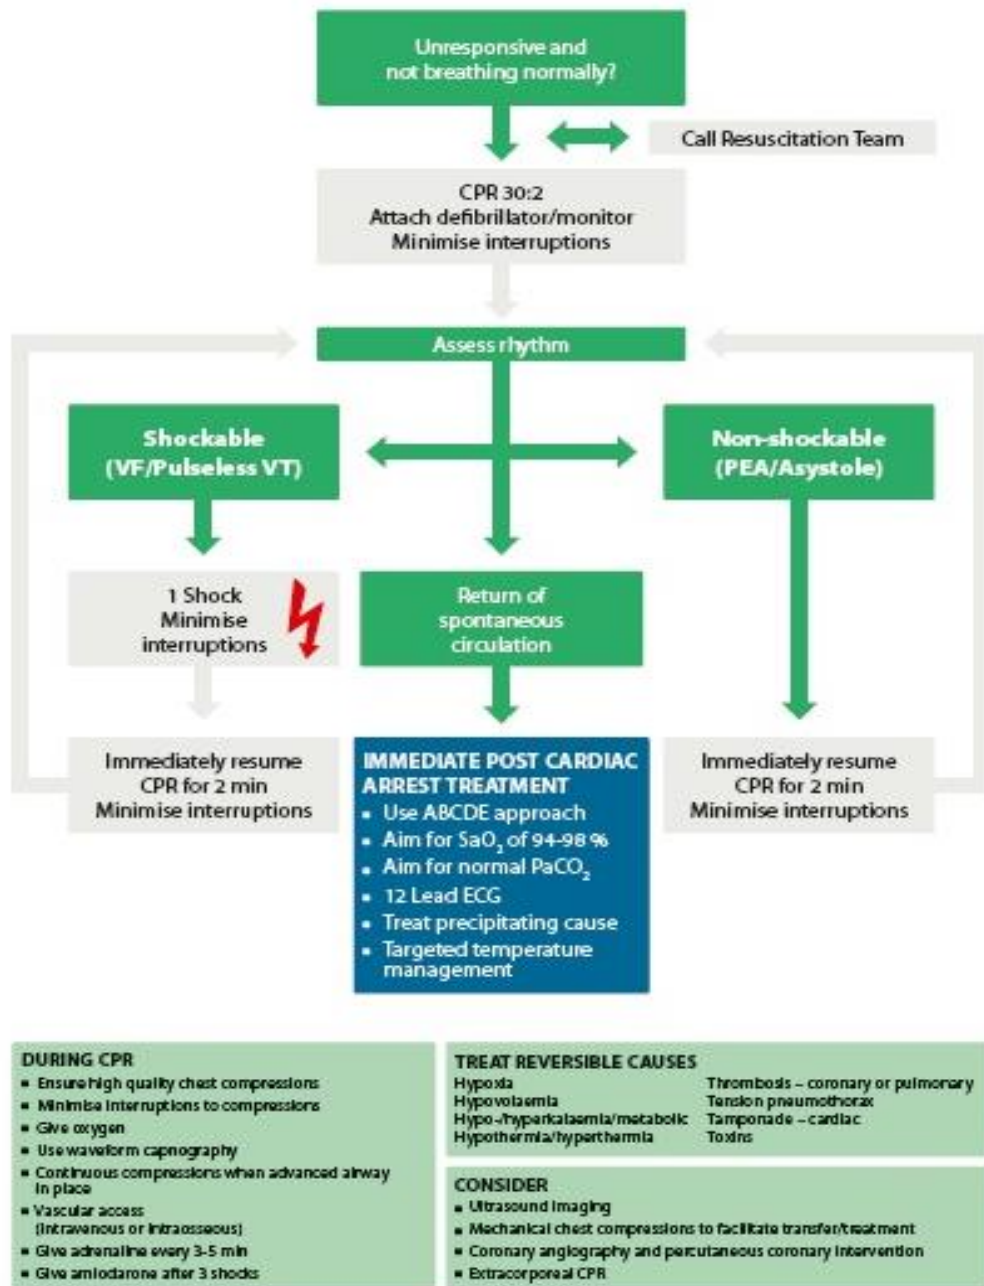 Unresponsive and
not breathing normally?
Call Resuscitation Team
CPR 30:2
Attach defibrillator/monitor
Minimise interruptions
Assess rhythm
Shockable
(VF/Pulseless VT)
Non-shockable
(PEA/Asystole)
1 Shock
Minimise
interruptions
Return of
spontaneous
circulation
Immediately resume
CPR for 2 min
Minimise interruptions
IMMEDIATE POST CARDIAC
ARREST TREATMENT
▪ Use ABCDE approach
▪ Aim for SaO₂ of 94-98 %
▪ Aim for normal PaCO₂
▪ 12 Lead ECG
▪ Treat precipitating cause
▪ Targeted temperature
management
Immediately resume
CPR for 2 min
Minimise interruptions
DURING CPR
▪ Ensure high quality chest compressions
▪ Minimise interruptions to compressions
▪ Give oxygen
▪ Use waveform capnography
▪ Continuous compressions when advanced airway
in place
▪ Vascular access
(intravenous or intraosseous)
▪ Give adrenaline every 3-5 min
▪ Give amiodarone after 3 shocks
TREAT REVERSIBLE CAUSES
Hypoxia
Hypovolaemia
Hypo-/hyperkalaemia/metabolic
Hypothermia/hyperthermia
Thrombosis – coronary or pulmonary
Tension pneumothorax
Tamponade – cardiac
Toxins
CONSIDER
▪ Ultrasound imaging
▪ Mechanical chest compressions to facilitate transfer/treatment
▪ Coronary angiography and percutaneous coronary intervention
▪ Extracorporeal CPR